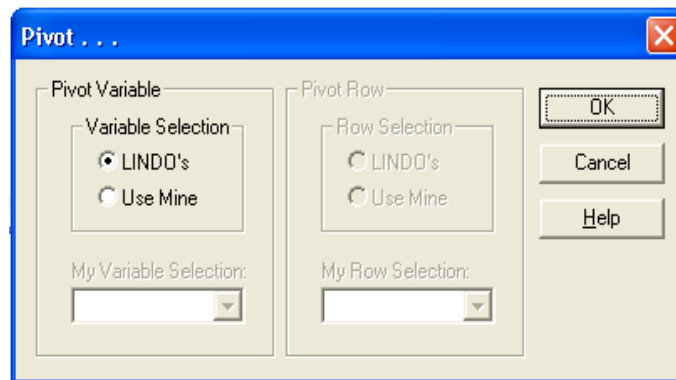 Pivot . . .
Pivot Variable
Variable Selection
LINDO's
Use Mine
My Variable Selection:
Pivot Row
Row Selection
LINDO's
Use Mine
My Row Selection:
OK
Cancel
Help